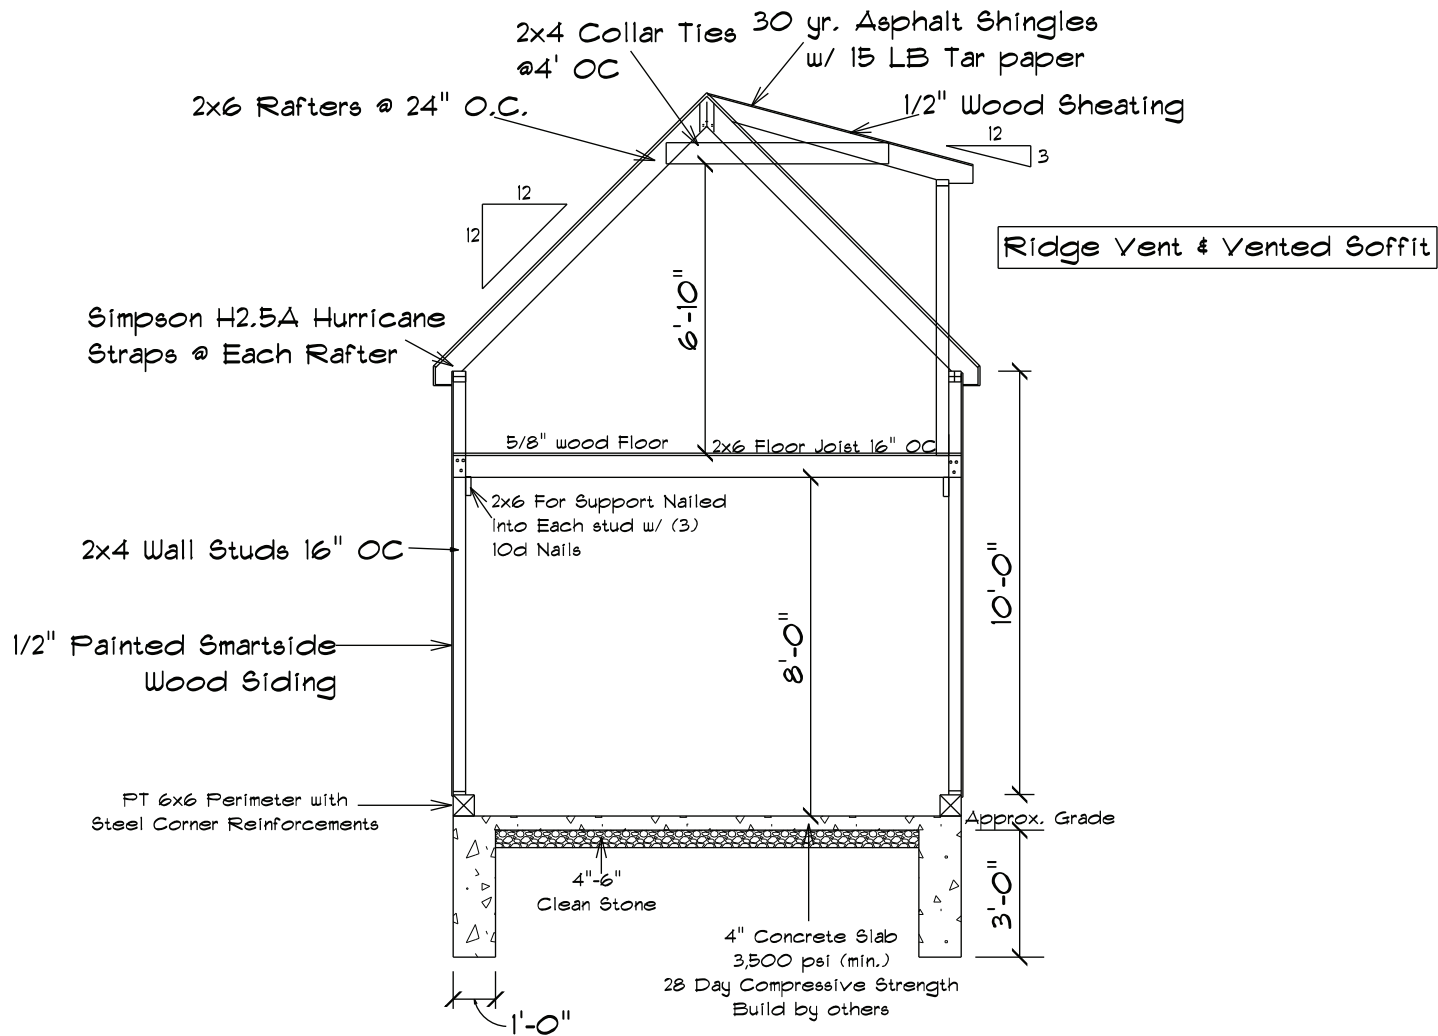 2x4 Collar Ties
@4' OC
30 yr. Asphalt Shingles
w/ 15 LB Tar paper
2x6 Rafters @ 24" O.C.
1/2" Wood Sheating
12
3
12
12
Ridge Vent & Vented Soffit
6'-10"
Simpson H2.5A Hurricane
Straps @ Each Rafter
5/8" wood Floor
2x6 Floor Joist 16" OC
2x6 For Support Nailed
into Each stud w/ (3)
10d Nails
2x4 Wall Studs 16" OC
10'-0"
8'-0"
1/2" Painted Smartside
Wood Siding
PT 6x6 Perimeter with
Steel Corner Reinforcements
Approx. Grade
4"-6"
Clean Stone
3'-0"
4" Concrete Slab
3,500 psi (min.)
28 Day Compressive Strength
Build by others
1'-0"